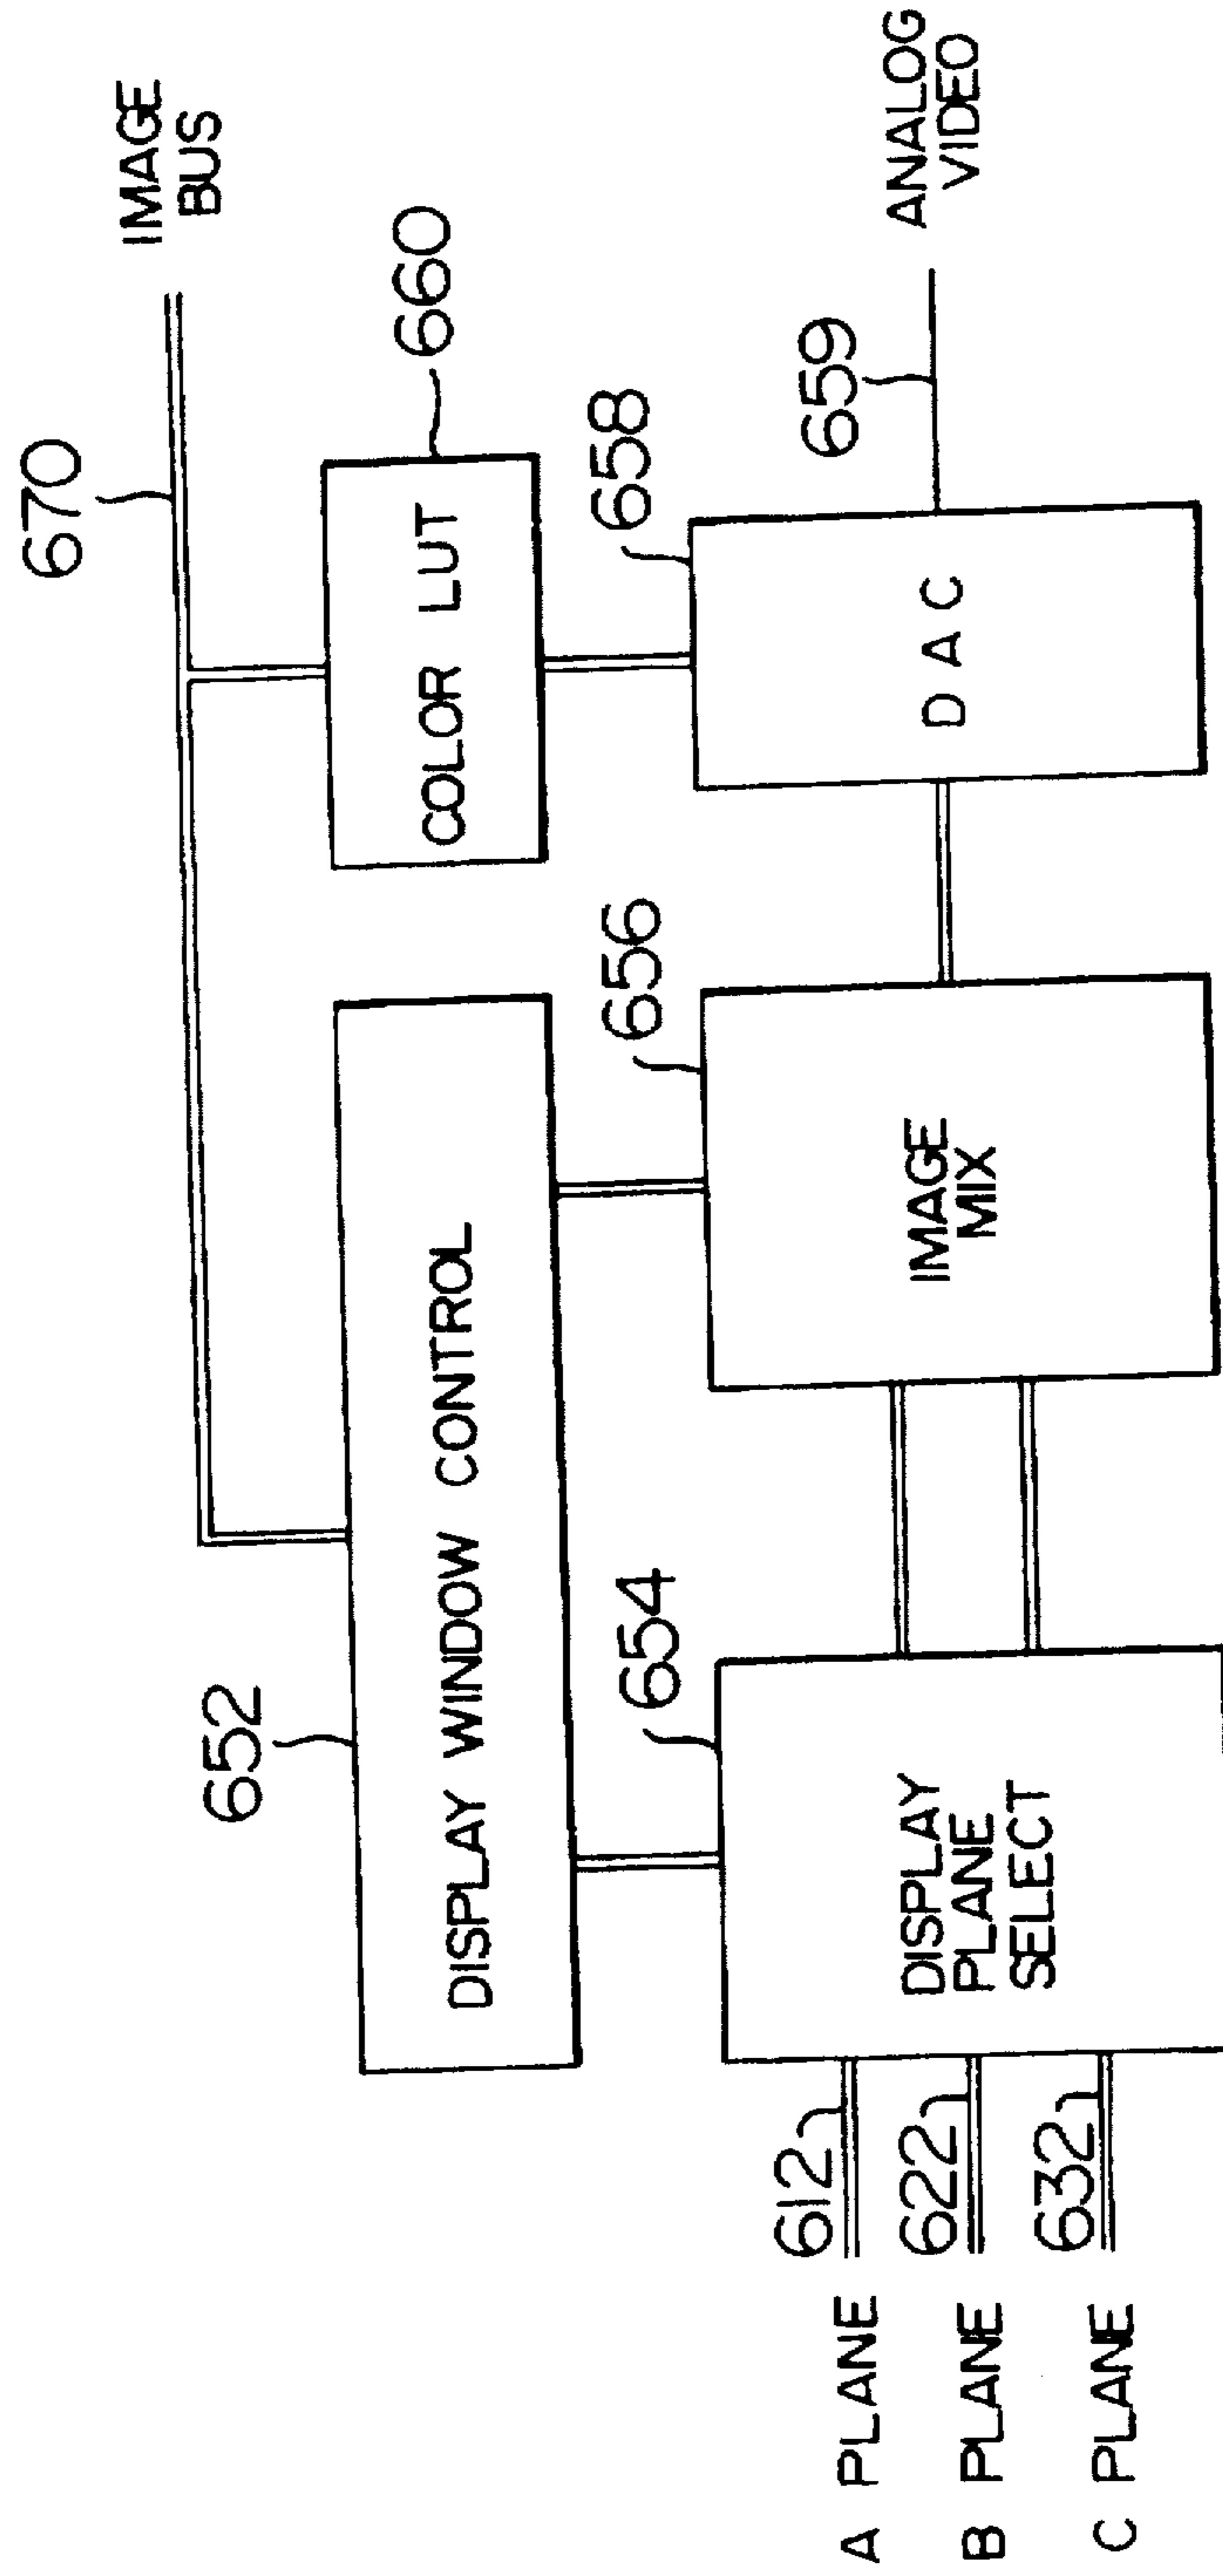 670
IMAGE
BUS
652
DISPLAY WINDOW CONTROL
COLOR LUT
660
654
656
658
659
A PLANE
612
B PLANE
622
C PLANE
632
DISPLAY
PLANE
SELECT
IMAGE
MIX
D A C
ANALOG
VIDEO